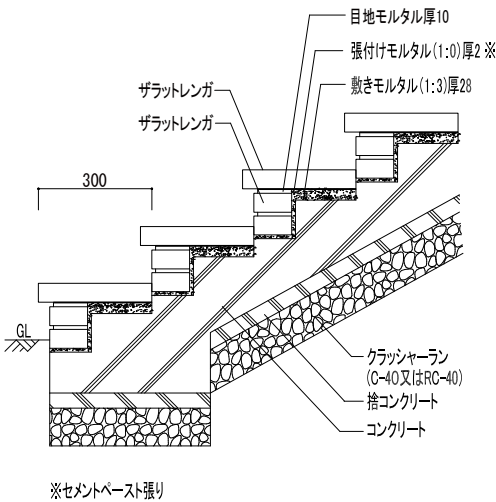 目地モルタル厚10
張付けモルタル(1:0)厚2 ※
敷きモルタル(1:3)厚28
ザラットレンガ
ザラットレンガ
300
GL
クラッシャーラン
(C-40又はRC-40)
捨コンクリート
コンクリート
※セメントペースト張り